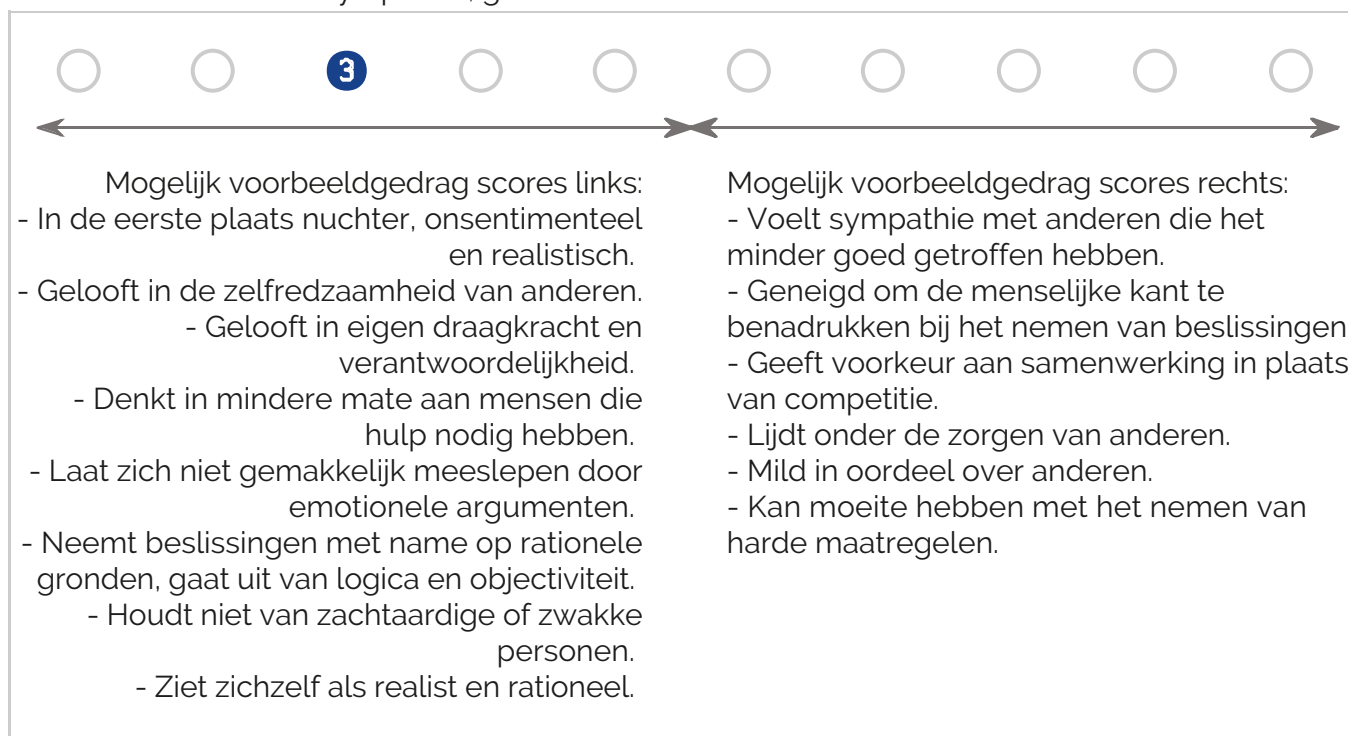 3
Mogelijk voorbeeldgedrag scores links:
- In de eerste plaats nuchter, onsentimenteel
en realistisch.
- Gelooft in de zelfredzaamheid van anderen.
- Gelooft in eigen draagkracht en
verantwoordelijkheid.
- Denkt in mindere mate aan mensen die
hulp nodig hebben.
- Laat zich niet gemakkelijk meeslepen door
emotionele argumenten.
- Neemt beslissingen met name op rationele
gronden, gaat uit van logica en objectiviteit.
- Houdt niet van zachtaardige of zwakke
personen.
- Ziet zichzelf als realist en rationeel.
Mogelijk voorbeeldgedrag scores rechts:
- Voelt sympathie met anderen die het
minder goed getroffen hebben.
- Geneigd om de menselijke kant te
benadrukken bij het nemen van beslissingen
- Geeft voorkeur aan samenwerking in plaats
van competitie.
- Lijdt onder de zorgen van anderen.
- Mild in oordeel over anderen.
- Kan moeite hebben met het nemen van
harde maatregelen.